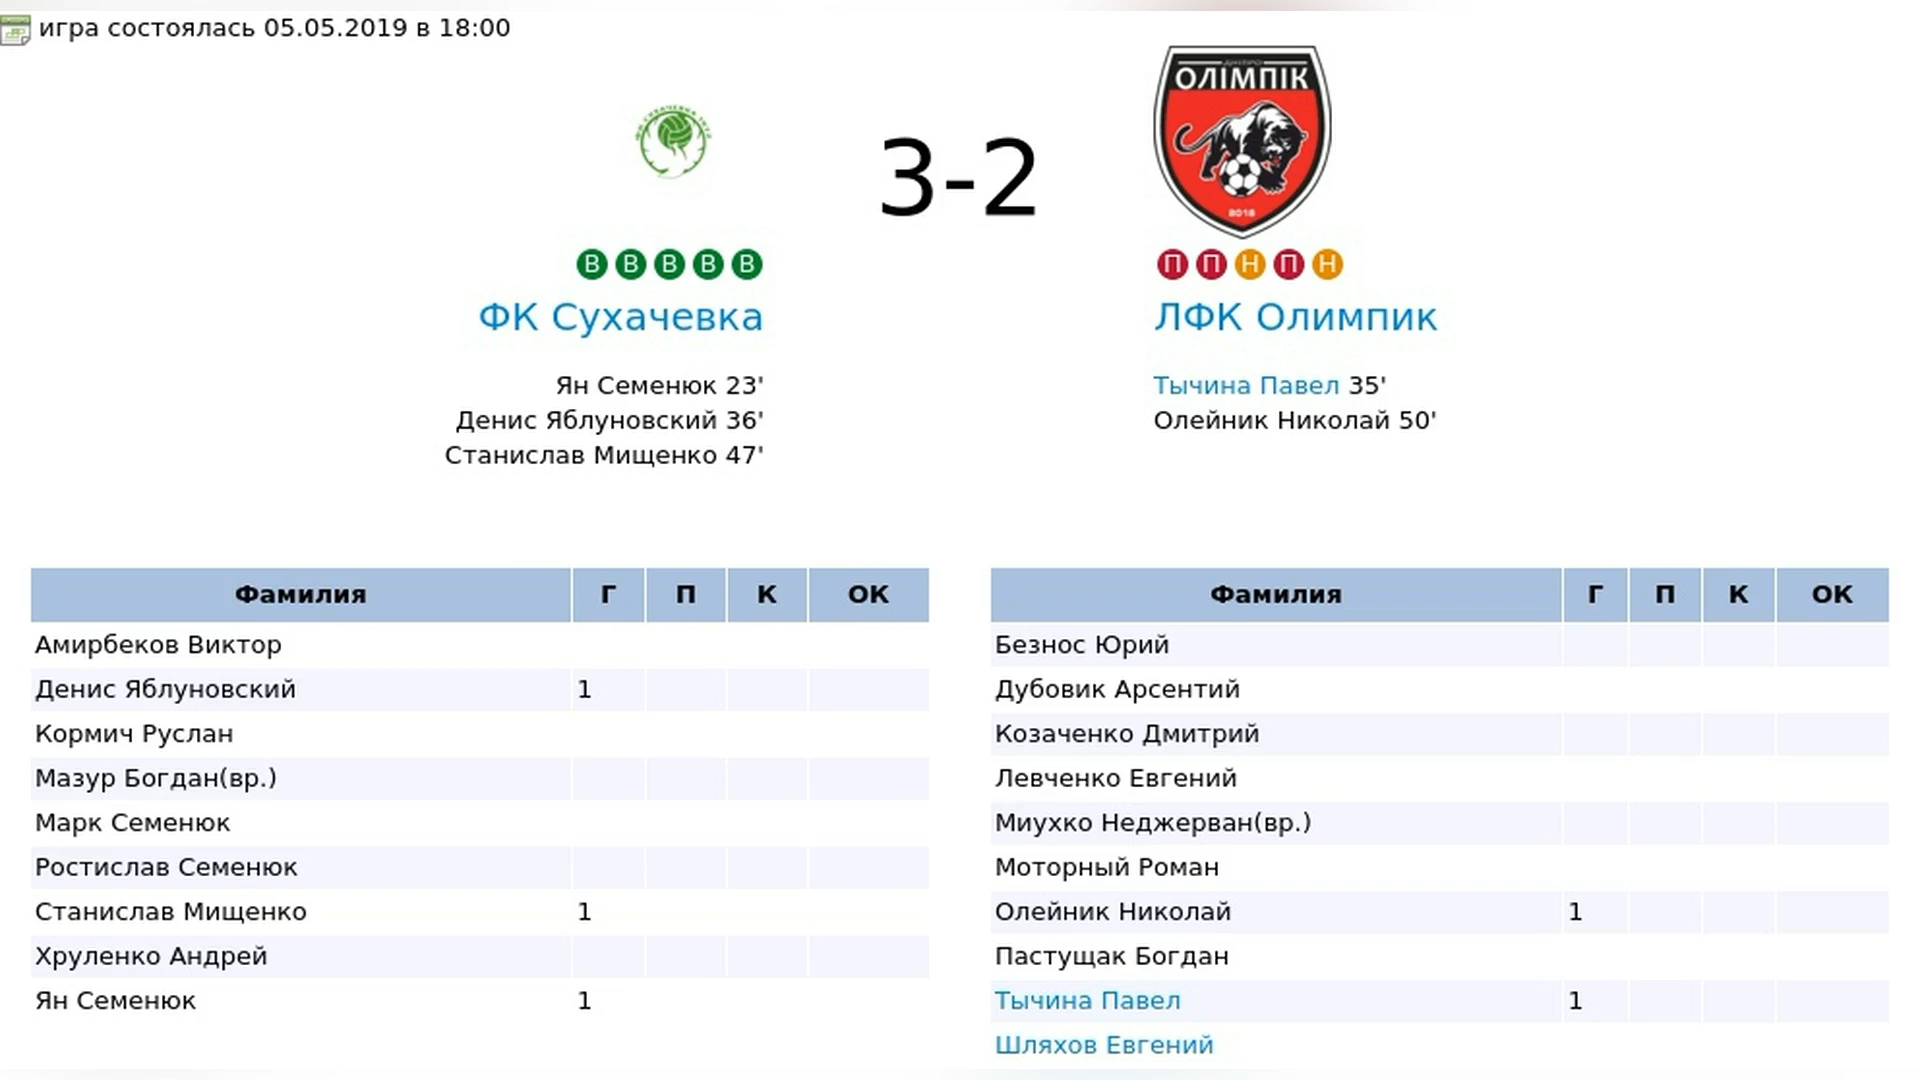 игра состоялась 05.05.2019 в 18:00
ДНІПРО
ОЛІМПІК
2018
3-2
В В В В В
П П Н П Н
ФК Сухачевка
ЛФК Олимпик
Ян Семенюк 23'
Денис Яблуновский 36'
Станислав Мищенко 47'
Тычина Павел 35'
Олейник Николай 50'
Фамилия Г П К ОК
Амирбеков Виктор
Денис Яблуновский 1
Кормич Руслан
Мазур Богдан(вр.)
Марк Семенюк
Ростислав Семенюк
Станислав Мищенко 1
Хруленко Андрей
Ян Семенюк 1
Фамилия Г П К ОК
Безнос Юрий
Дубовик Арсентий
Козаченко Дмитрий
Левченко Евгений
Миухко Неджерван(вр.)
Моторный Роман
Олейник Николай 1
Пастущак Богдан
Тычина Павел 1
Шляхов Евгений